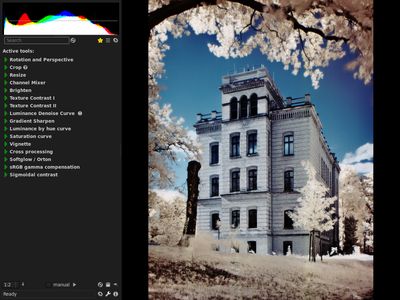 Search
Active tools:
Rotation and Perspective
Crop
Resize
Channel Mixer
Brighten
Texture Contrast I
Texture Contrast II
Luminance Denoise Curve
Gradient Sharpen
Luminance by hue curve
Saturation curve
Vignette
Cross processing
Softglow / Orton
sRGB gamma compensation
Sigmoidal contrast
1:2 manual
Ready